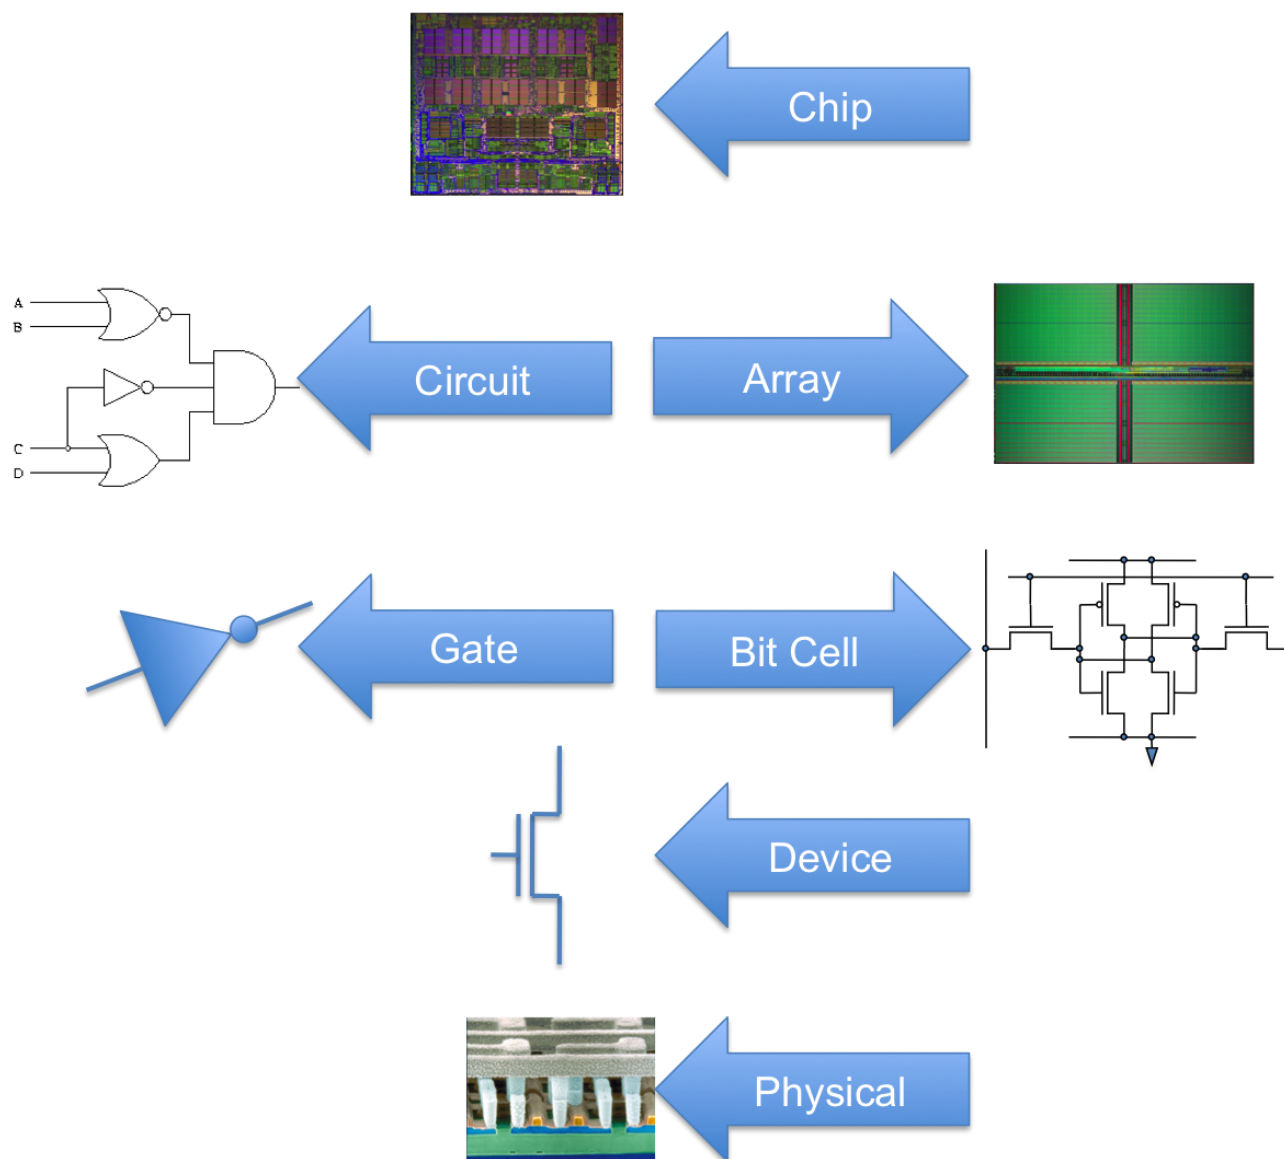 Chip
A
B
C
D
Circuit
Array
Gate
Bit Cell
Device
Physical